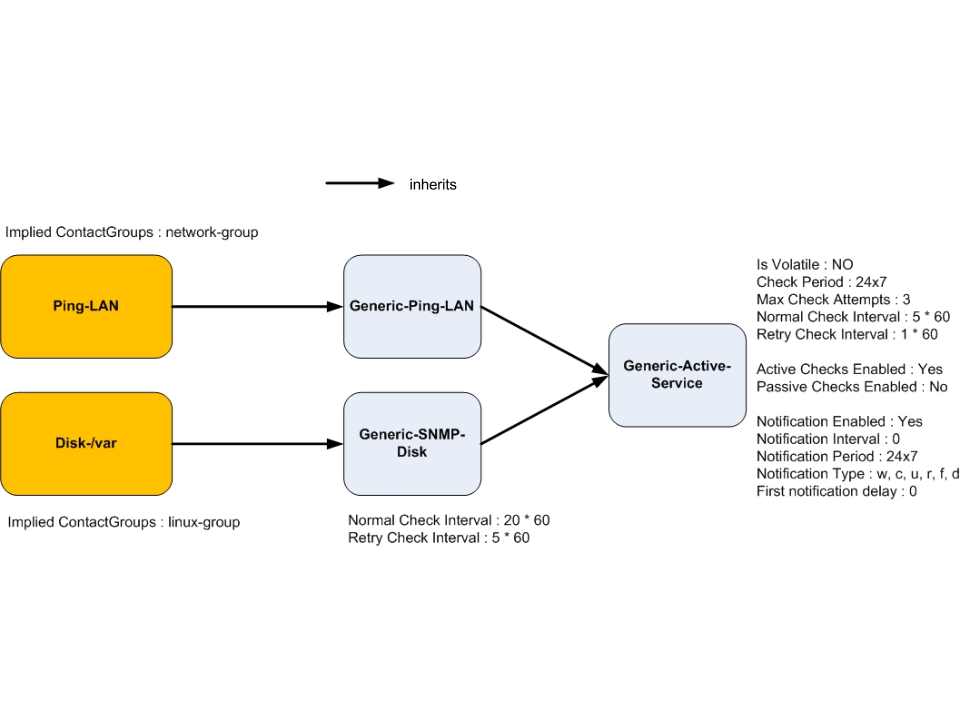 inherits
Implied ContactGroups : network-group
Ping-LAN
Generic-Ping-LAN
Is Volatile : NO
Check Period : 24x7
Max Check Attempts : 3
Normal Check Interval : 5 * 60
Retry Check Interval : 1 * 60
Generic-Active-
Service
Active Checks Enabled : Yes
Passive Checks Enabled : No
Notification Enabled : Yes
Notification Interval : 0
Notification Period : 24x7
Notification Type : w, c, u, r, f, d
First notification delay : 0
Disk-/var
Generic-SNMP-
Disk
Implied ContactGroups : linux-group
Normal Check Interval : 20 * 60
Retry Check Interval : 5 * 60